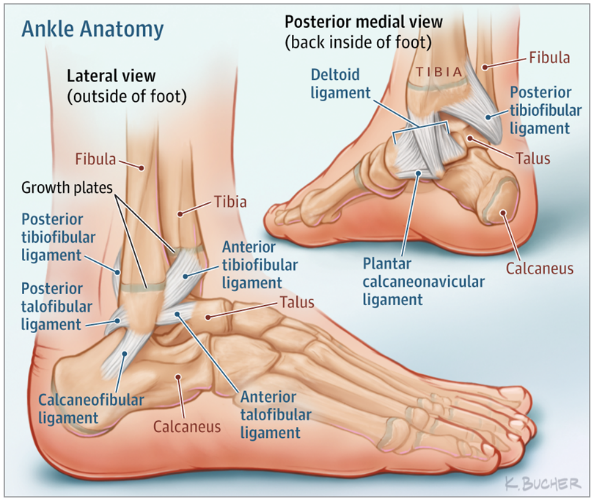 Ankle Anatomy
Lateral view
(outside of foot)
Fibula
Growth plates
Tibia
Posterior
tibiofibular
ligament
Anterior
tibiofibular
ligament
Posterior
talofibular
ligament
Talus
Calcaneofibular
ligament
Calcaneus
Anterior
talofibular
ligament
Posterior medial view
(back inside of foot)
Deltoid
ligament
TIBIA
Fibula
Posterior
tibiofibular
ligament
Talus
Plantar
calcaneonavicular
ligament
Calcaneus
K. BUCHER